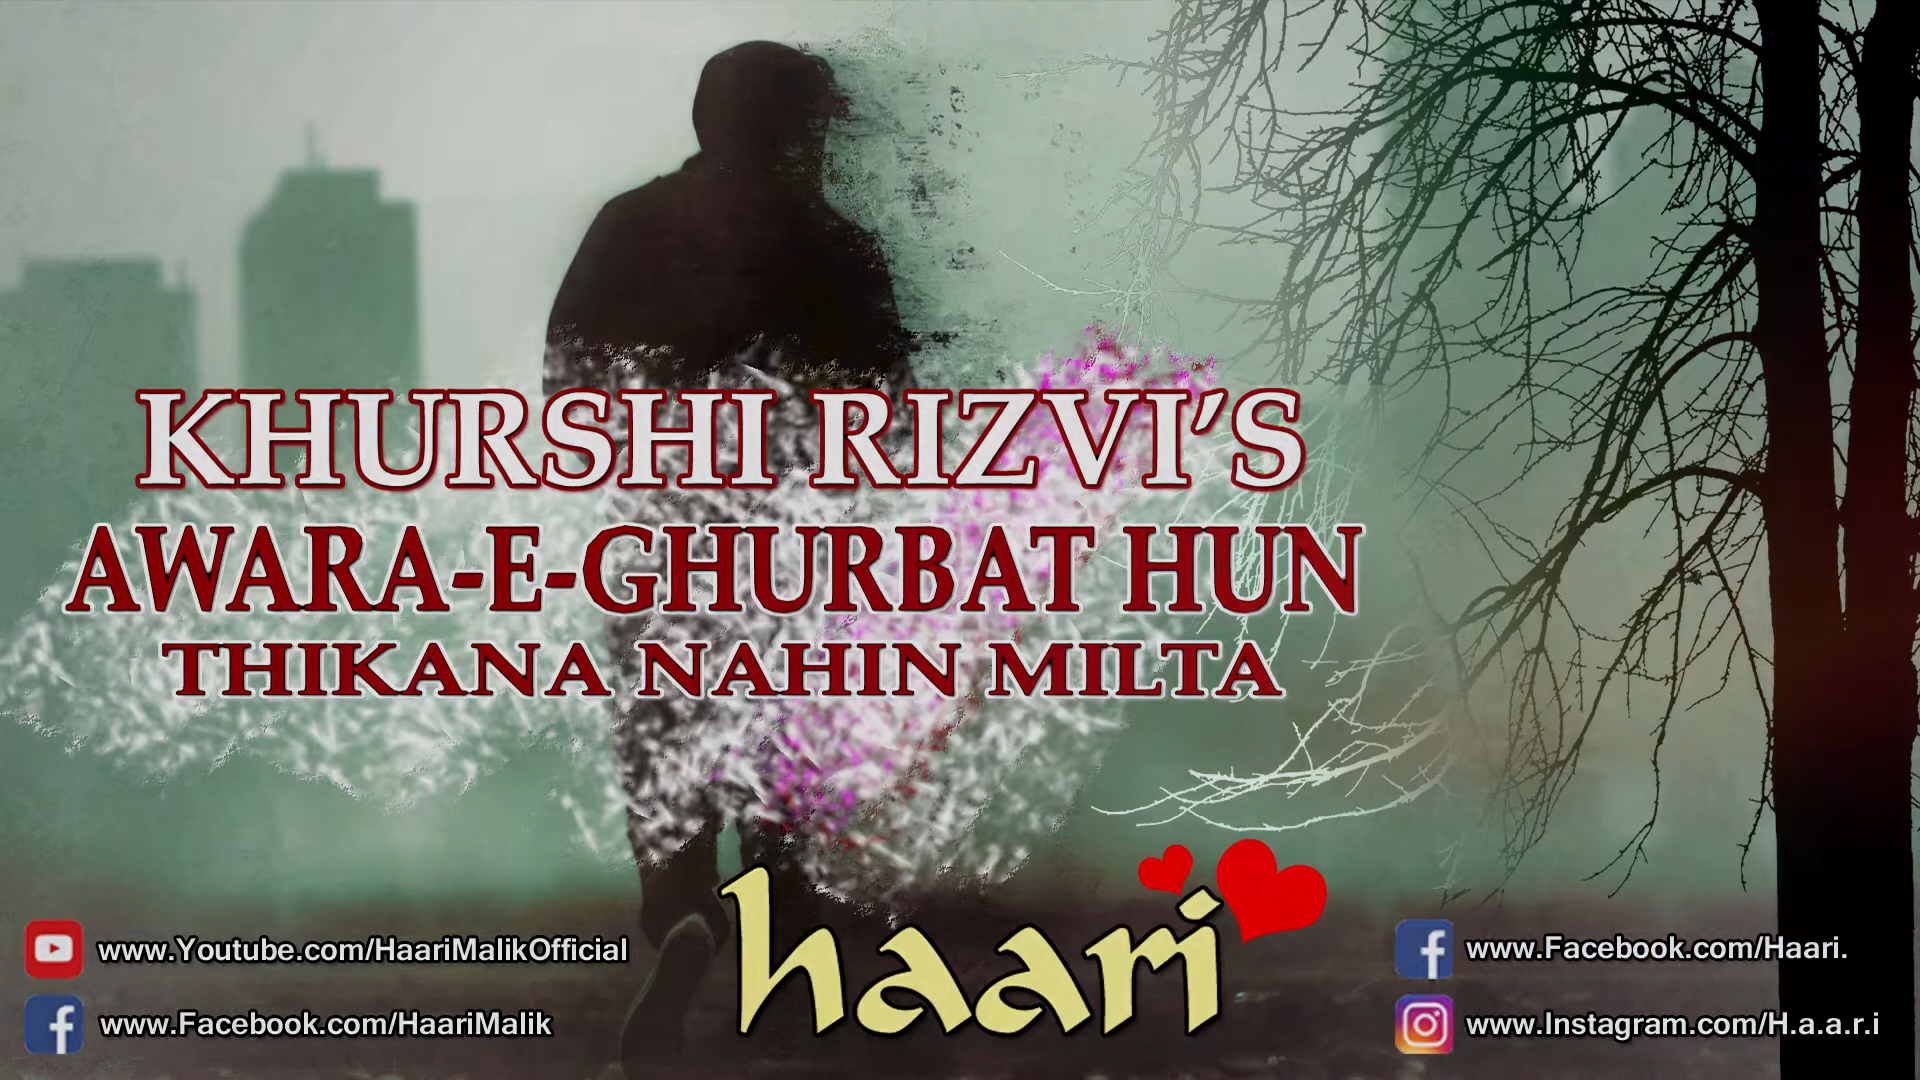 KHURSHI RIZVI’S
AWARA-E-GHURBAT HUN
THIKANA NAHIN MILTA
haari
www.Youtube.com/HaariMalikOfficial
www.Facebook.com/HaariMalik
www.Facebook.com/Haari.
www.Instagram.com/H.a.a.r.i